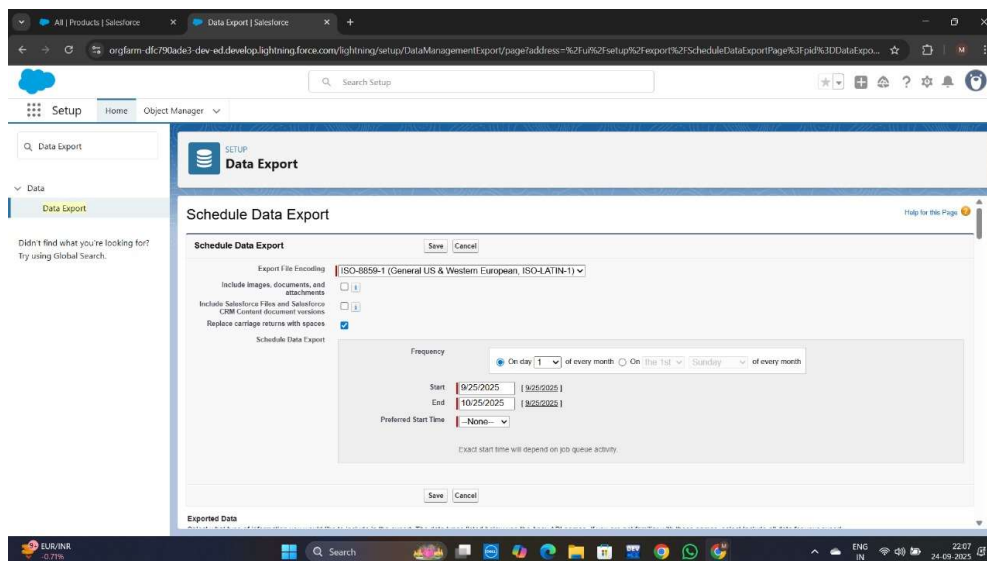 All | Products | Salesforce
Data Export | Salesforce
orgfarm-dfc790ade3-dev-ed.develop.lightning.force.com/lightning/setup/DataManagementExport/page?address=%2Fui%2Fsetup%2Fexport%2FScheduleDataExportPage%3Fpid%3DDataExpo...
M
Search Setup
Setup Home Object Manager
Data Export
SETUP
Data Export
Data
Data Export
Didn't find what you're looking for?
Try using Global Search.
Schedule Data Export
Help for this Page
Schedule Data Export Save Cancel
Export File Encoding ISO-8859-1 (General US & Western European, ISO-LATIN-1)
Include images, documents, and
attachments
Include Salesforce Files and Salesforce
CRM Content document versions
Replace carriage returns with spaces
Schedule Data Export
Frequency On day 1 of every month On the 1st Sunday of every month
Start 9/25/2025 [ 9/25/2025 ]
End 10/25/2025 [ 9/25/2025 ]
Preferred Start Time --None--
Exact start time will depend on job queue activity.
Save Cancel
Exported Data
EUR/INR
-0.71%
Search
ENG
IN
22:07
24-09-2025